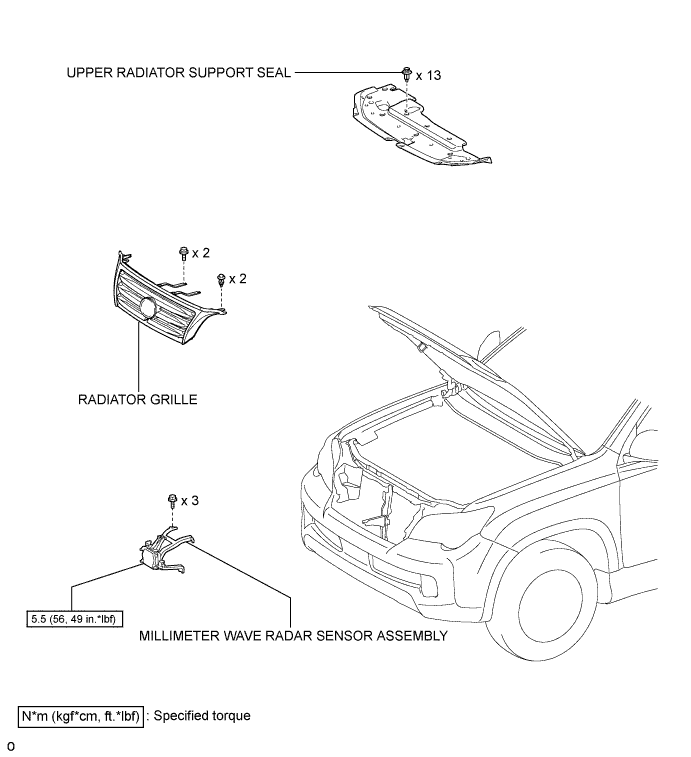 UPPER RADIATOR SUPPORT SEAL
x 13
x 2
x 2
RADIATOR GRILLE
x 3
5.5 (56, 49 in.*lbf)
MILLIMETER WAVE RADAR SENSOR ASSEMBLY
N*m (kgf*cm, ft.*lbf) : Specified torque
O